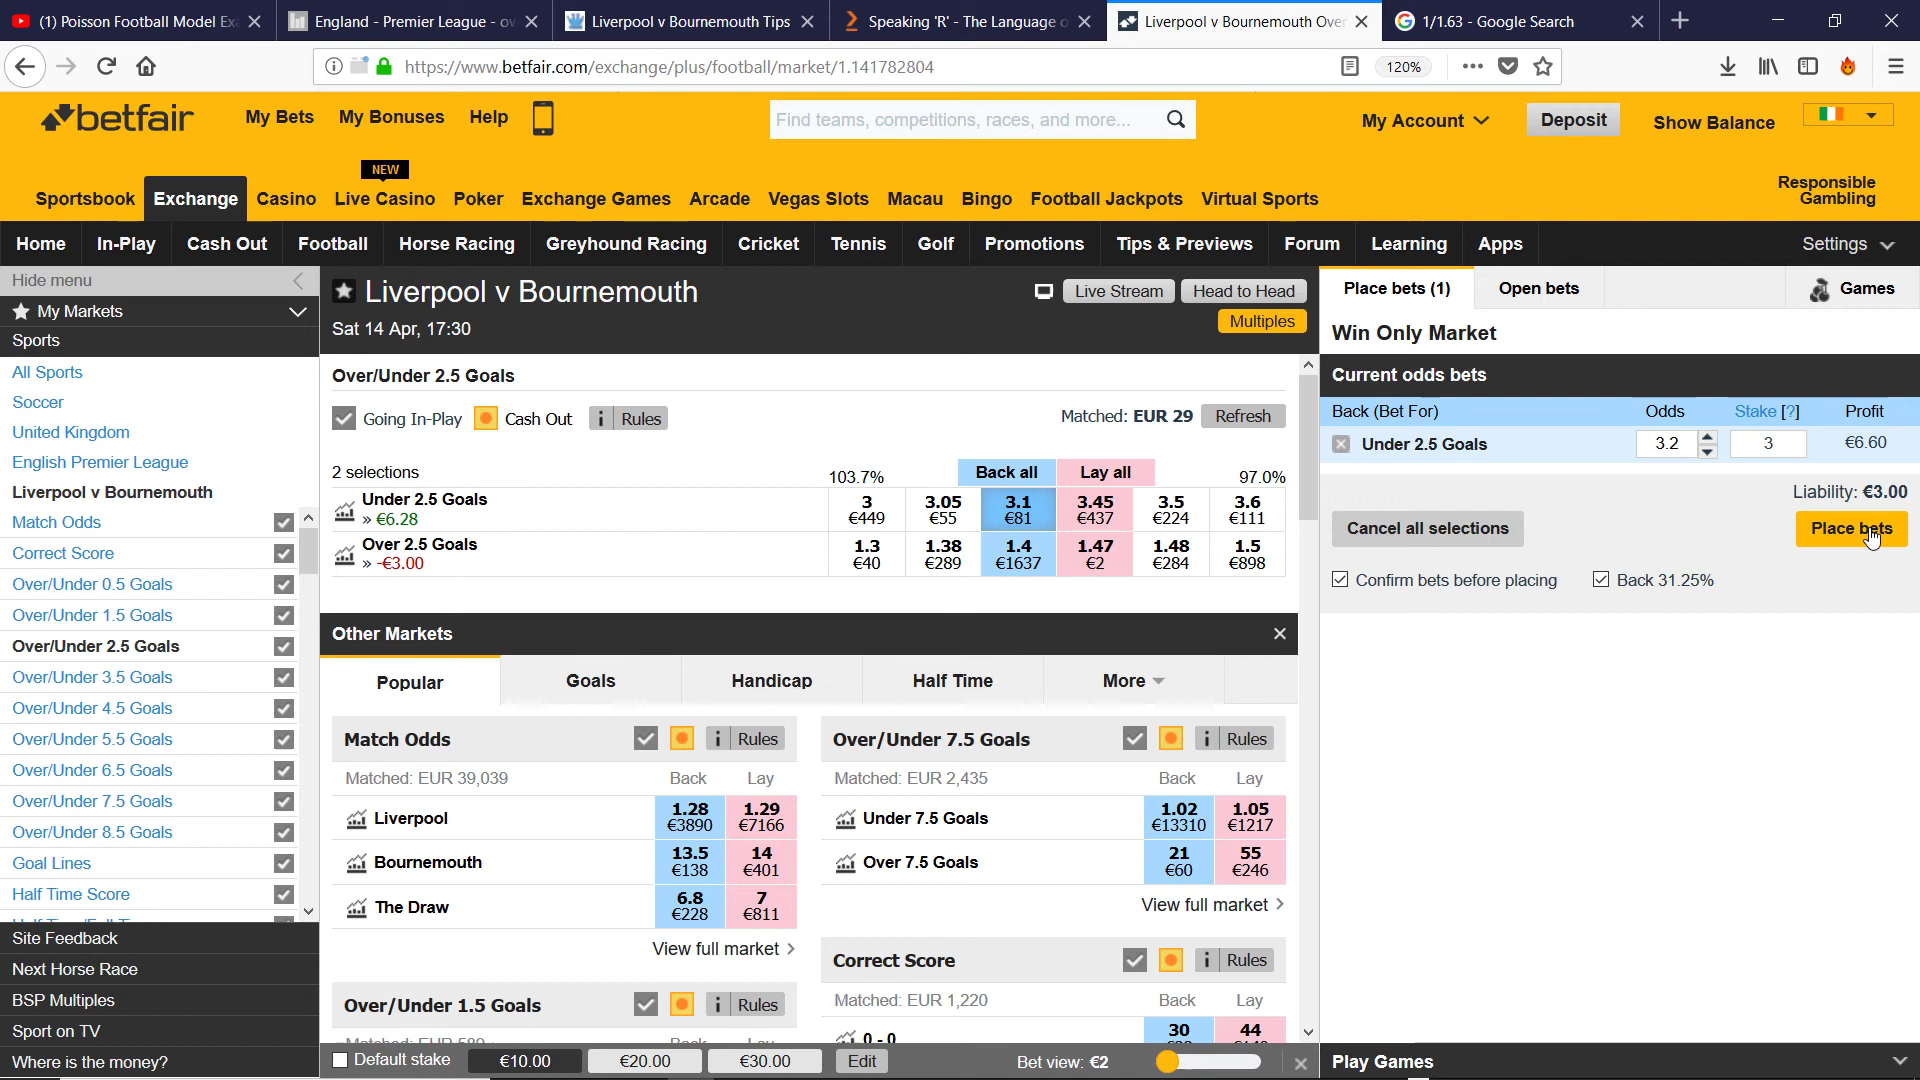 (1) Poisson Football Model Ex
England - Premier League - ov
Liverpool v Bournemouth Tips
Speaking 'R' - The Language o
Liverpool v Bournemouth Over
1/1.63 - Google Search
https://www.betfair.com/exchange/plus/football/market/1.141782804
120%
betfair
My Bets
My Bonuses
Help
Find teams, competitions, races, and more...
My Account
Deposit
Show Balance
NEW
Sportsbook
Exchange
Casino
Live Casino
Poker
Exchange Games
Arcade
Vegas Slots
Macau
Bingo
Football Jackpots
Virtual Sports
Responsible
Gambling
Home
In-Play
Cash Out
Football
Horse Racing
Greyhound Racing
Cricket
Tennis
Golf
Promotions
Tips & Previews
Forum
Learning
Apps
Settings
Hide menu
My Markets
Sports
All Sports
Soccer
United Kingdom
English Premier League
Liverpool v Bournemouth
Match Odds
Correct Score
Over/Under 0.5 Goals
Over/Under 1.5 Goals
Over/Under 2.5 Goals
Over/Under 3.5 Goals
Over/Under 4.5 Goals
Over/Under 5.5 Goals
Over/Under 6.5 Goals
Over/Under 7.5 Goals
Over/Under 8.5 Goals
Goal Lines
Half Time Score
Site Feedback
Next Horse Race
BSP Multiples
Sport on TV
Where is the money?
Liverpool v Bournemouth
Live Stream
Head to Head
Sat 14 Apr, 17:30
Multiples
Over/Under 2.5 Goals
Going In-Play
Cash Out
i Rules
Matched: EUR 29
Refresh
2 selections
103.7%
Back all
Lay all
97.0%
Under 2.5 Goals
» €6.28
3 3.05 3.1 3.45 3.5 3.6
€449 €55 €81 €437 €224 €111
Over 2.5 Goals
» -€3.00
1.3 1.38 1.4 1.47 1.48 1.5
€40 €289 €1637 €2 €284 €898
Other Markets
Popular
Goals
Handicap
Half Time
More
Match Odds
i Rules
Matched: EUR 39,039
Back Lay
Liverpool
1.28 1.29
€3890 €7166
Bournemouth
13.5 14
€138 €401
The Draw
6.8 7
€228 €811
View full market
Over/Under 1.5 Goals
i Rules
Over/Under 7.5 Goals
i Rules
Matched: EUR 2,435
Back Lay
Under 7.5 Goals
1.02 1.05
€13310 €1217
Over 7.5 Goals
21 55
€60 €246
View full market
Correct Score
i Rules
Matched: EUR 1,220
Back Lay
0 - 0
30 44
Default stake
€10.00
€20.00
€30.00
Edit
Bet view: €2
Place bets (1)
Open bets
Games
Win Only Market
Current odds bets
Back (Bet For) Odds Stake [?] Profit
Under 2.5 Goals 3.2 3 €6.60
Liability: €3.00
Cancel all selections
Place bets
Confirm bets before placing
Back 31.25%
Play Games